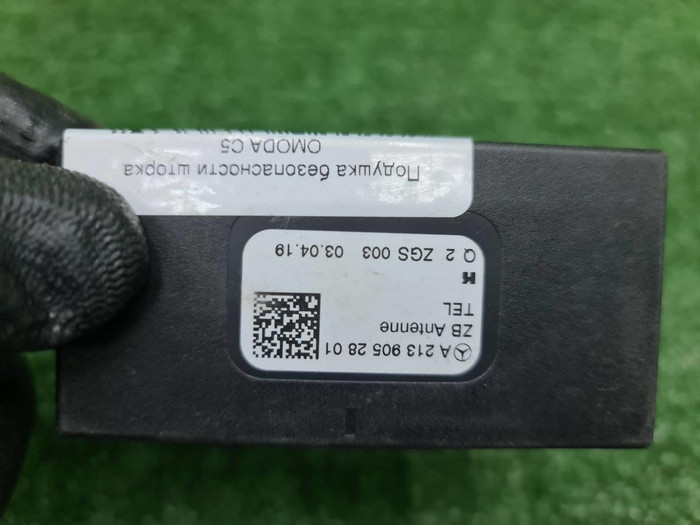 A 213 905 28 01
ZB Antenne
TEL
Q 2 ZGS 003 03.04.19
Подушка безопасности шторка
OMODA C5